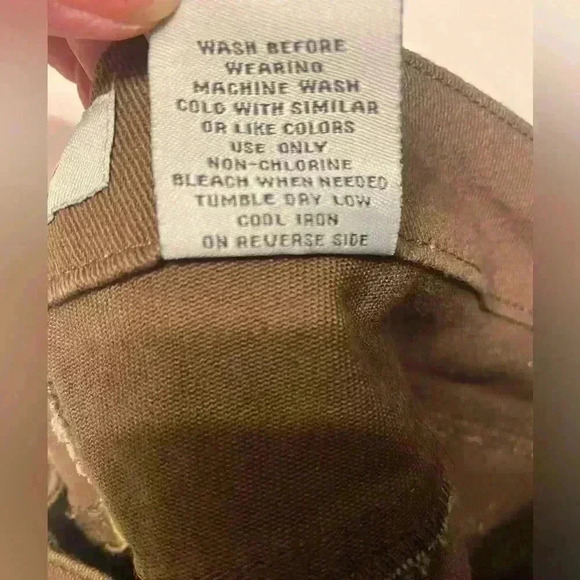 WASH BEFORE
WEARING
MACHINE WASH
COLD WITH SIMILAR
OR LIKE COLORS
USE ONLY
NON-CHLORINE
BLEACH WHEN NEEDED
TUMBLE DRY LOW
COOL IRON
ON REVERSE SIDE